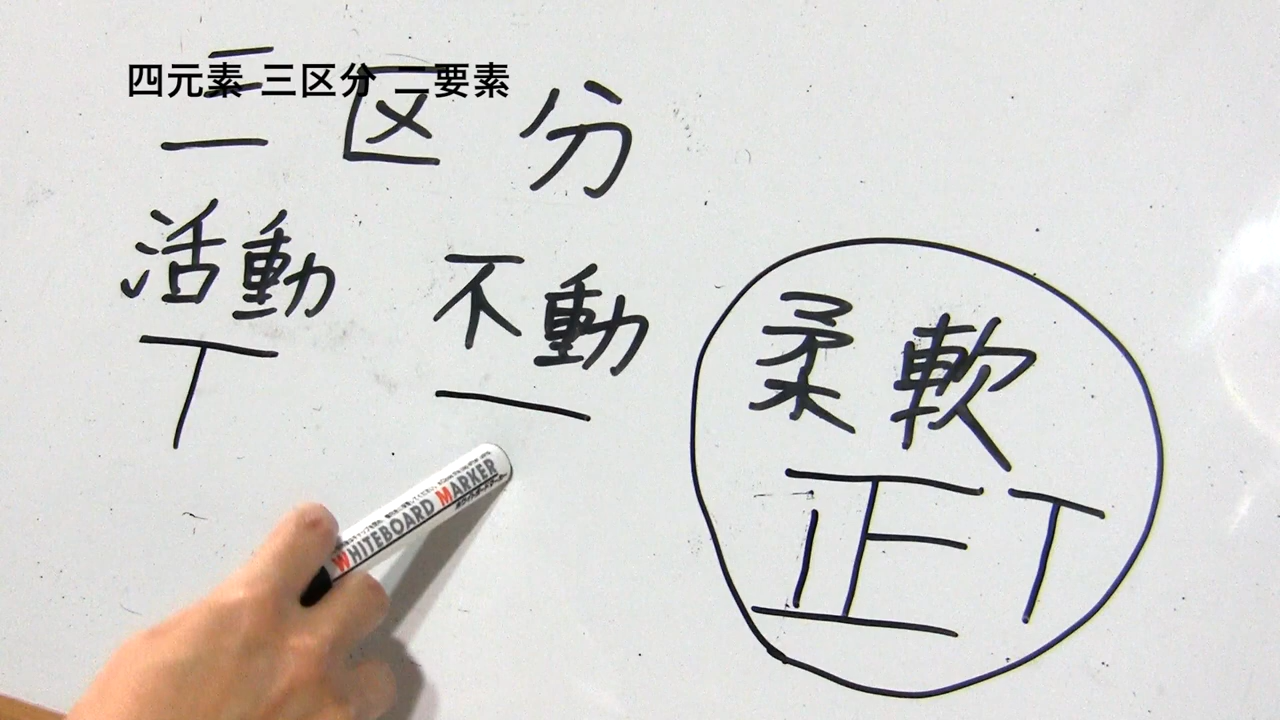 四元素 三区分 二要素
三区分
活動 不動 柔軟
T 一 正T
WHITEBOARD MARKER